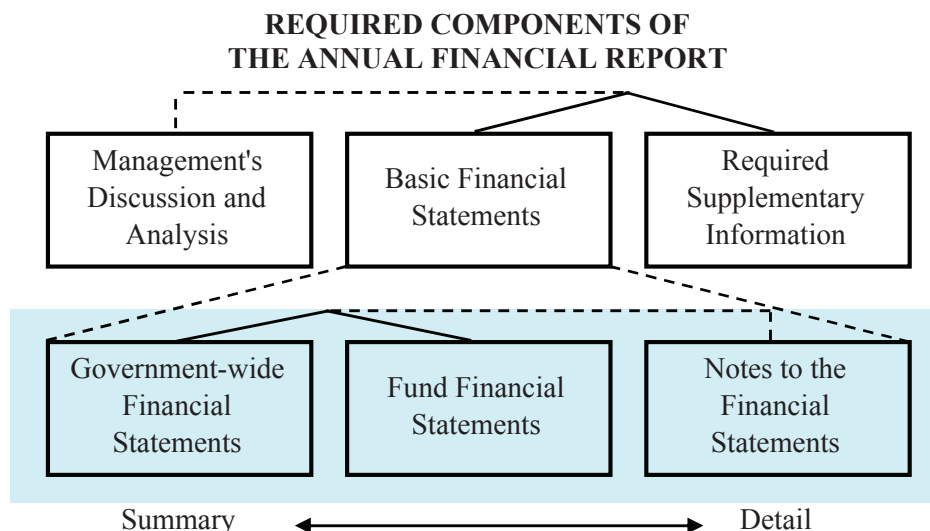 REQUIRED COMPONENTS OF
THE ANNUAL FINANCIAL REPORT
Management's
Discussion and
Analysis
Basic Financial
Statements
Required
Supplementary
Information
Government-wide
Financial
Statements
Fund Financial
Statements
Notes to the
Financial
Statements
Summary
Detail